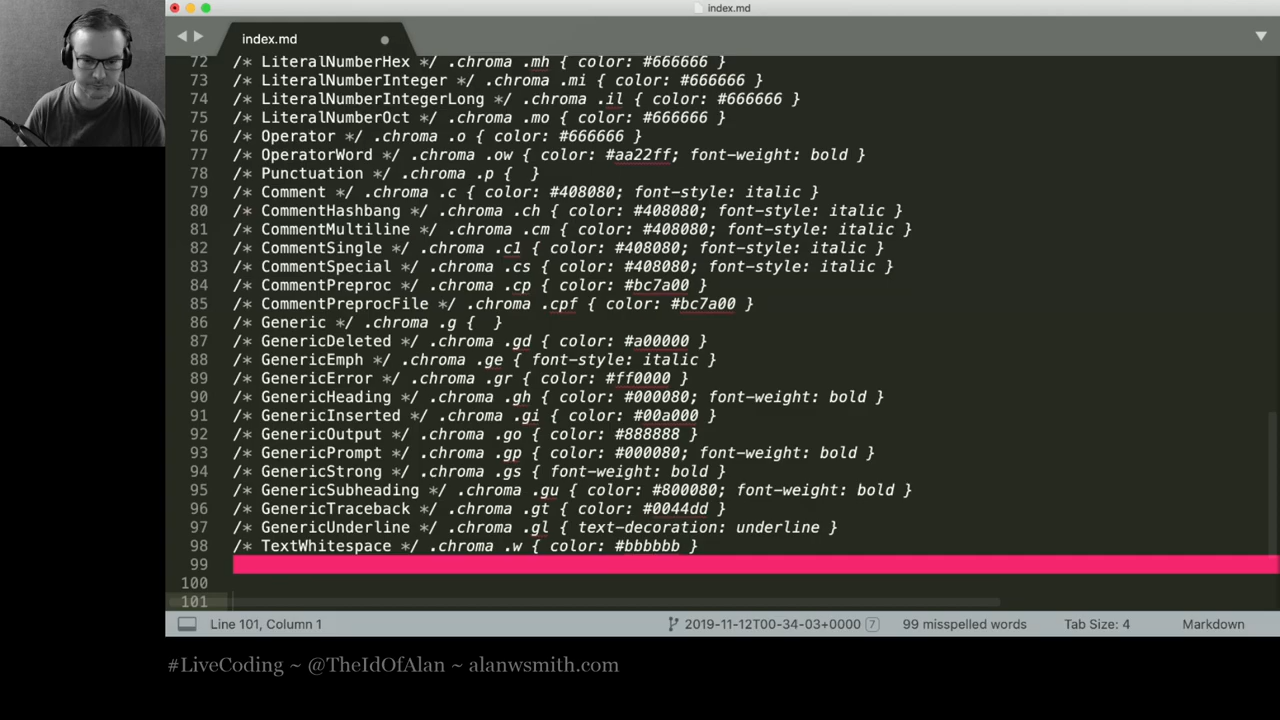 index.md
index.md
72 /* LiteralNumberHex */ .chroma .mh { color: #666666 }
73 /* LiteralNumberInteger */ .chroma .mi { color: #666666 }
74 /* LiteralNumberIntegerLong */ .chroma .il { color: #666666 }
75 /* LiteralNumberOct */ .chroma .mo { color: #666666 }
76 /* Operator */ .chroma .o { color: #666666 }
77 /* OperatorWord */ .chroma .ow { color: #aa22ff; font-weight: bold }
78 /* Punctuation */ .chroma .p {  }
79 /* Comment */ .chroma .c { color: #408080; font-style: italic }
80 /* CommentHashbang */ .chroma .ch { color: #408080; font-style: italic }
81 /* CommentMultiline */ .chroma .cm { color: #408080; font-style: italic }
82 /* CommentSingle */ .chroma .c1 { color: #408080; font-style: italic }
83 /* CommentSpecial */ .chroma .cs { color: #408080; font-style: italic }
84 /* CommentPreproc */ .chroma .cp { color: #bc7a00 }
85 /* CommentPreprocFile */ .chroma .cpf { color: #bc7a00 }
86 /* Generic */ .chroma .g {  }
87 /* GenericDeleted */ .chroma .gd { color: #a00000 }
88 /* GenericEmph */ .chroma .ge { font-style: italic }
89 /* GenericError */ .chroma .gr { color: #ff0000 }
90 /* GenericHeading */ .chroma .gh { color: #000080; font-weight: bold }
91 /* GenericInserted */ .chroma .gi { color: #00a000 }
92 /* GenericOutput */ .chroma .go { color: #888888 }
93 /* GenericPrompt */ .chroma .gp { color: #000080; font-weight: bold }
94 /* GenericStrong */ .chroma .gs { font-weight: bold }
95 /* GenericSubheading */ .chroma .gu { color: #800080; font-weight: bold }
96 /* GenericTraceback */ .chroma .gt { color: #0044dd }
97 /* GenericUnderline */ .chroma .gl { text-decoration: underline }
98 /* TextWhitespace */ .chroma .w { color: #bbbbbb }
99
100
101
Line 101, Column 1 2019-11-12T00-34-03+0000 7 99 misspelled words Tab Size: 4 Markdown
#LiveCoding ~ @TheIdOfAlan ~ alanwsmith.com